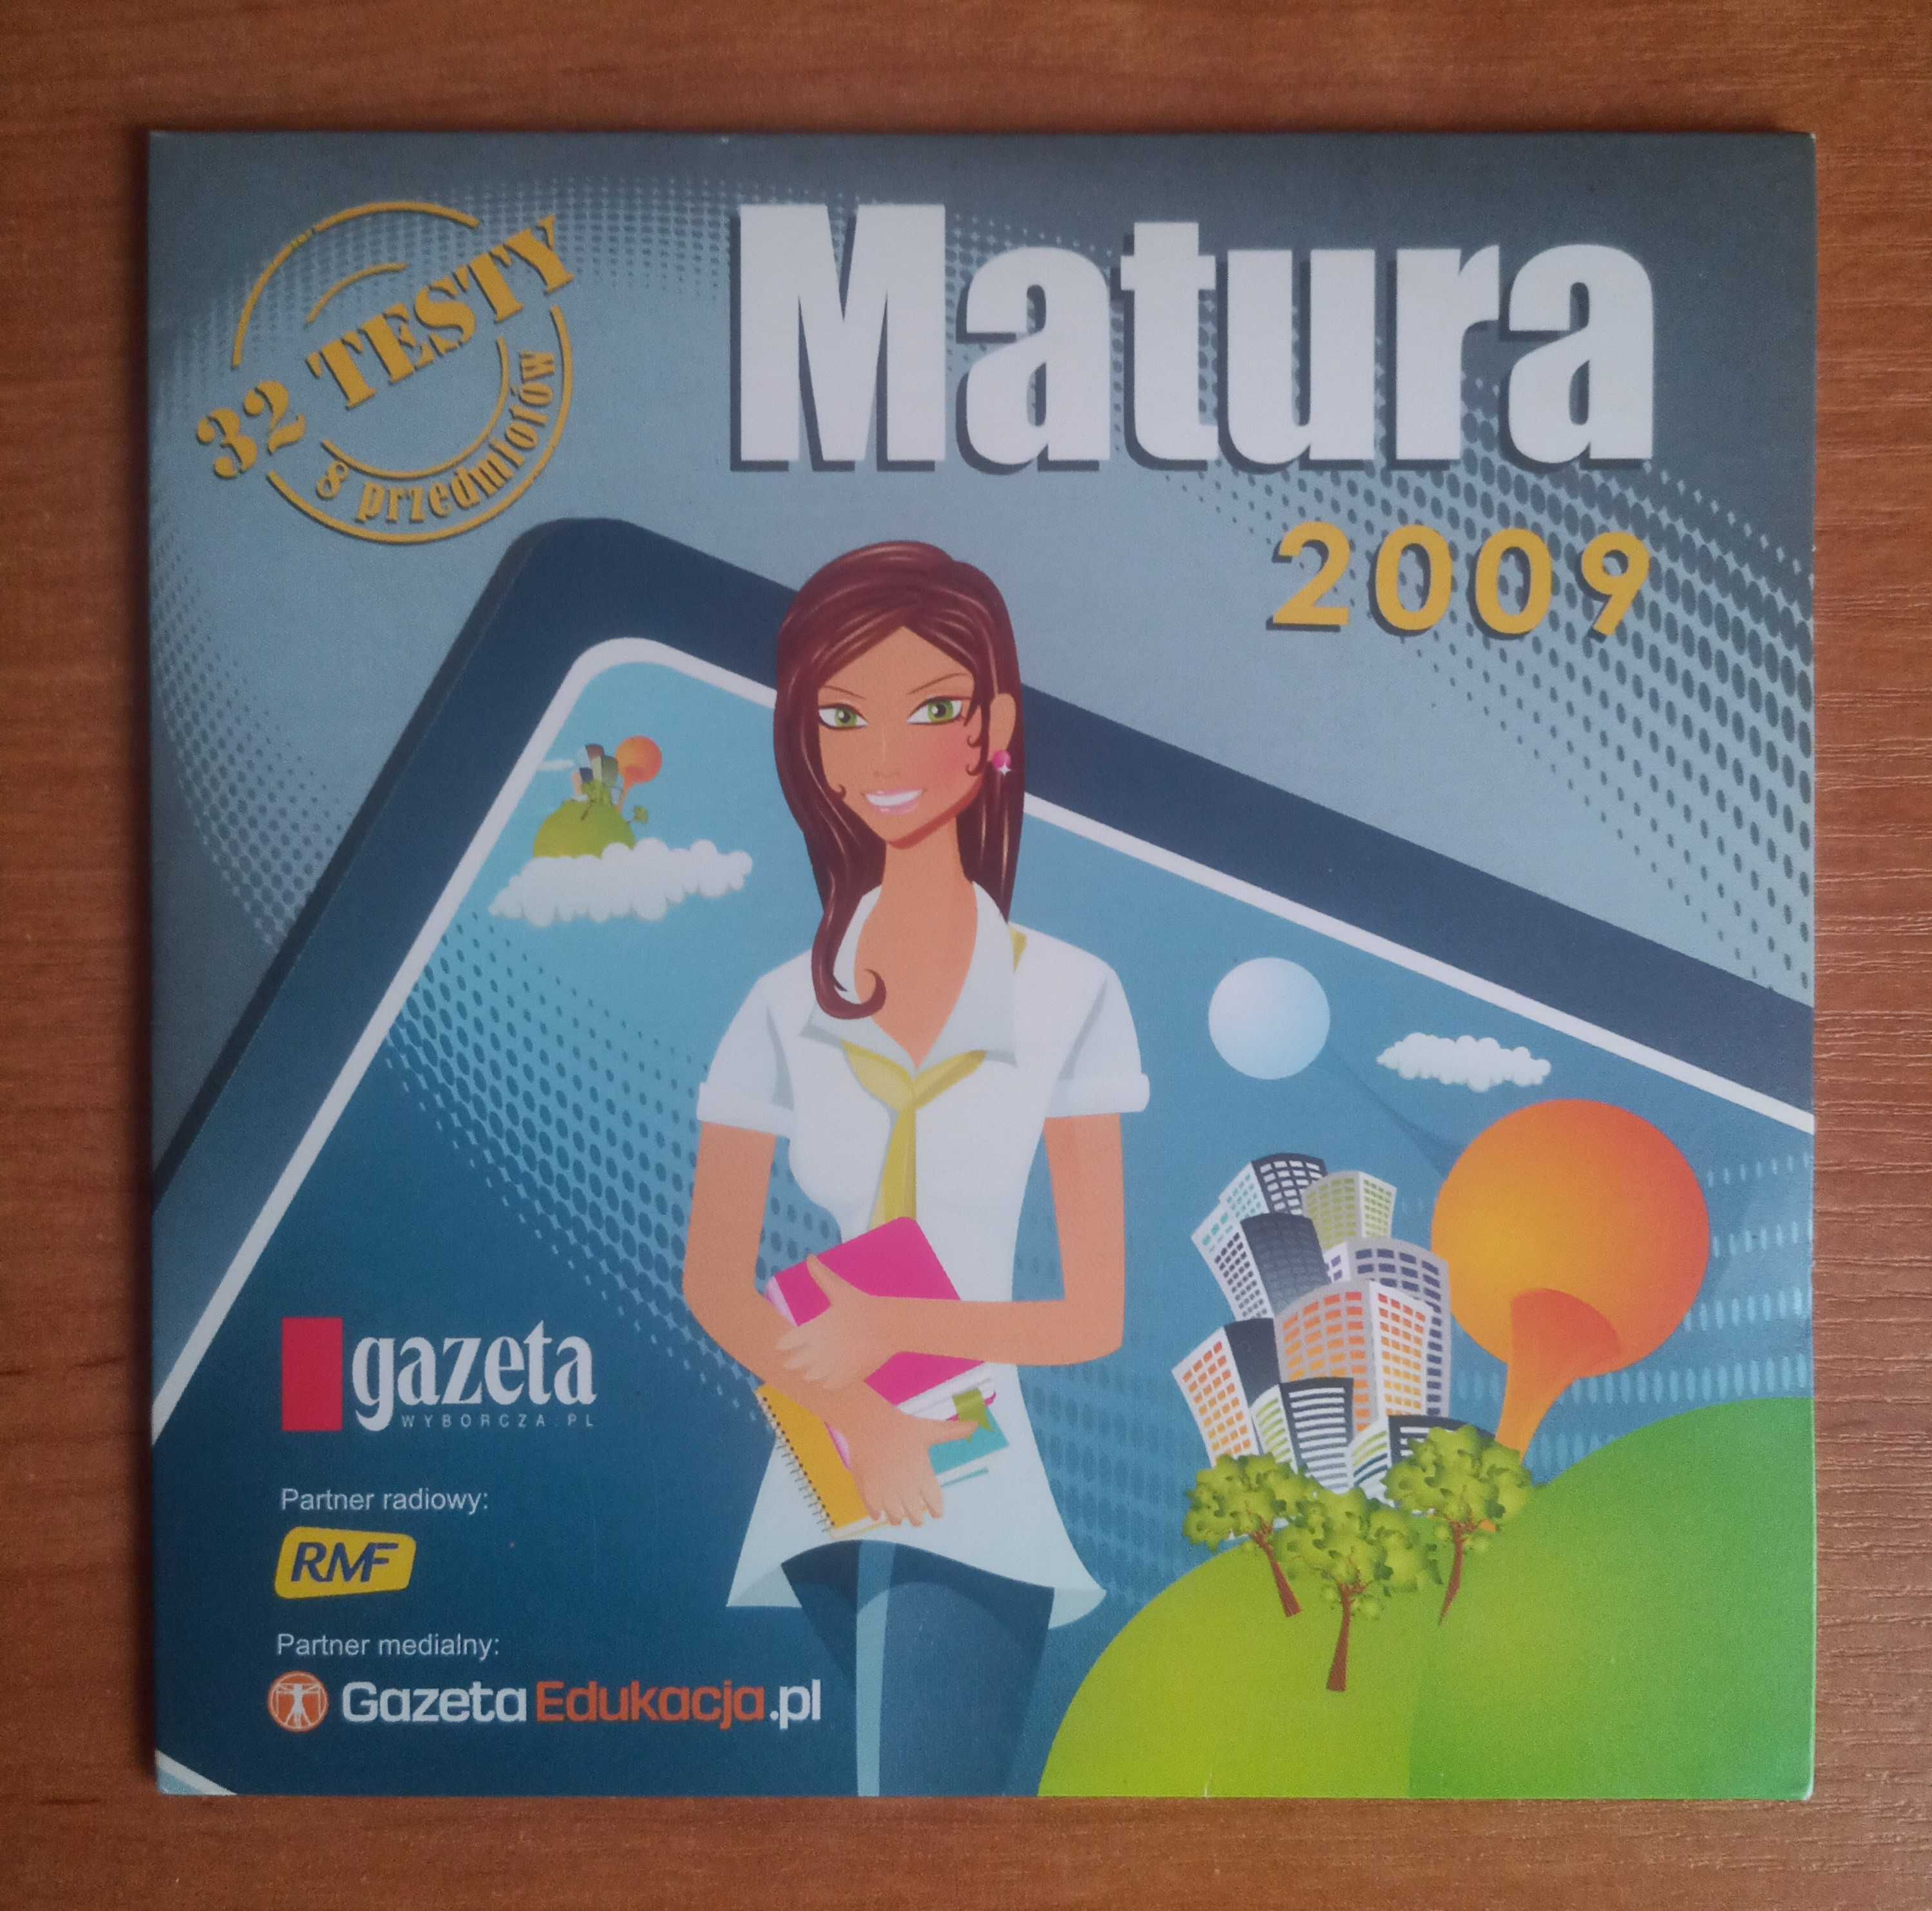 32 TESTY
8 przedmiotów
Matura
2009
gazeta
WYBORCZA.PL
Partner radiowy:
RMF
Partner medialny:
GazetaEdukacja.pl